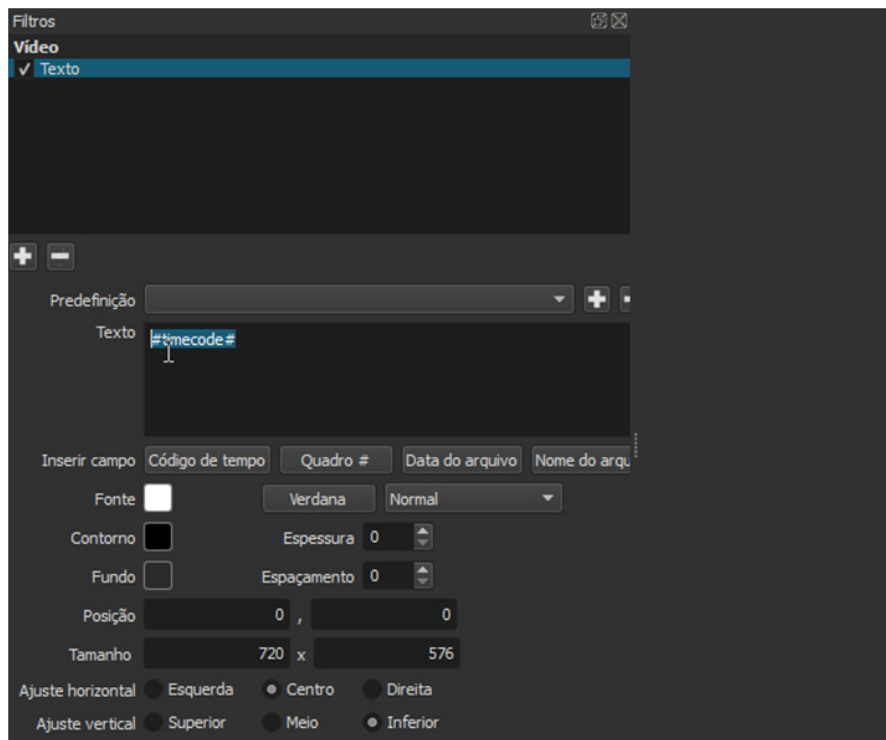 Filtros
Vídeo
Texto
Predefinição
Texto #timecode#
Inserir campo Código de tempo Quadro # Data do arquivo Nome do arqu
Fonte Verdana Normal
Contorno Espessura 0
Fundo Espaçamento 0
Posição 0 , 0
Tamanho 720 x 576
Ajuste horizontal Esquerda Centro Direita
Ajuste vertical Superior Meio Inferior